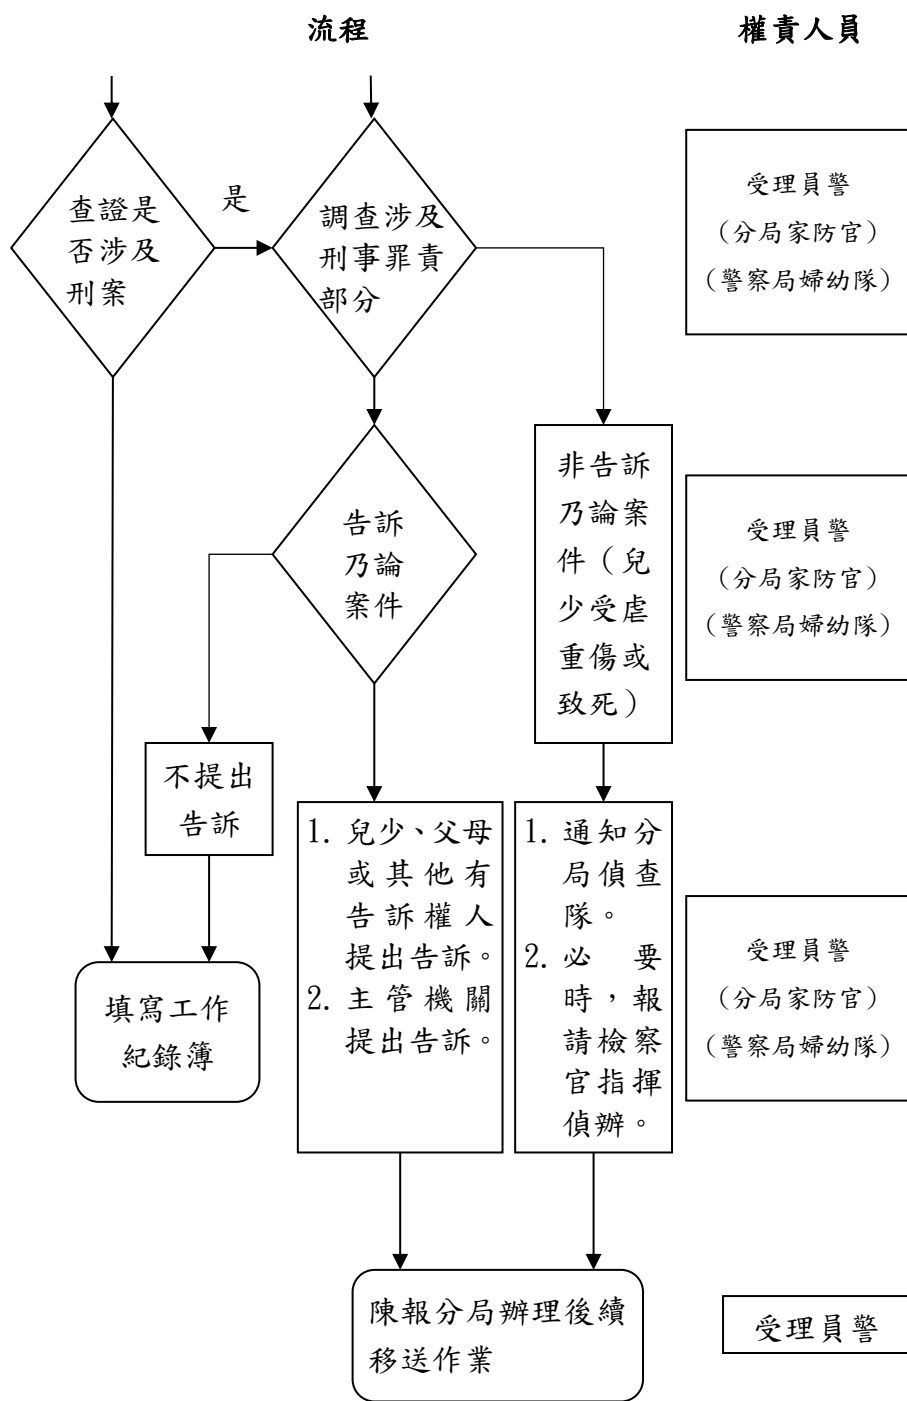 流程
權責人員
查證是
否涉及
刑案
是
調查涉及
刑事罪責
部分
受理員警
(分局家防官)
(警察局婦幼隊)
告訴
乃論
案件
非告訴
乃論案
件(兒
少受虐
重傷或
致死)
受理員警
(分局家防官)
(警察局婦幼隊)
不提出
告訴
1. 兒少、父母
或其他有
告訴權人
提出告訴。
2. 主管機關
提出告訴。
1. 通知分
局偵查
隊。
2. 必要
時，報
請檢察
官指揮
偵辦。
受理員警
(分局家防官)
(警察局婦幼隊)
填寫工作
紀錄簿
陳報分局辦理後續
移送作業
受理員警